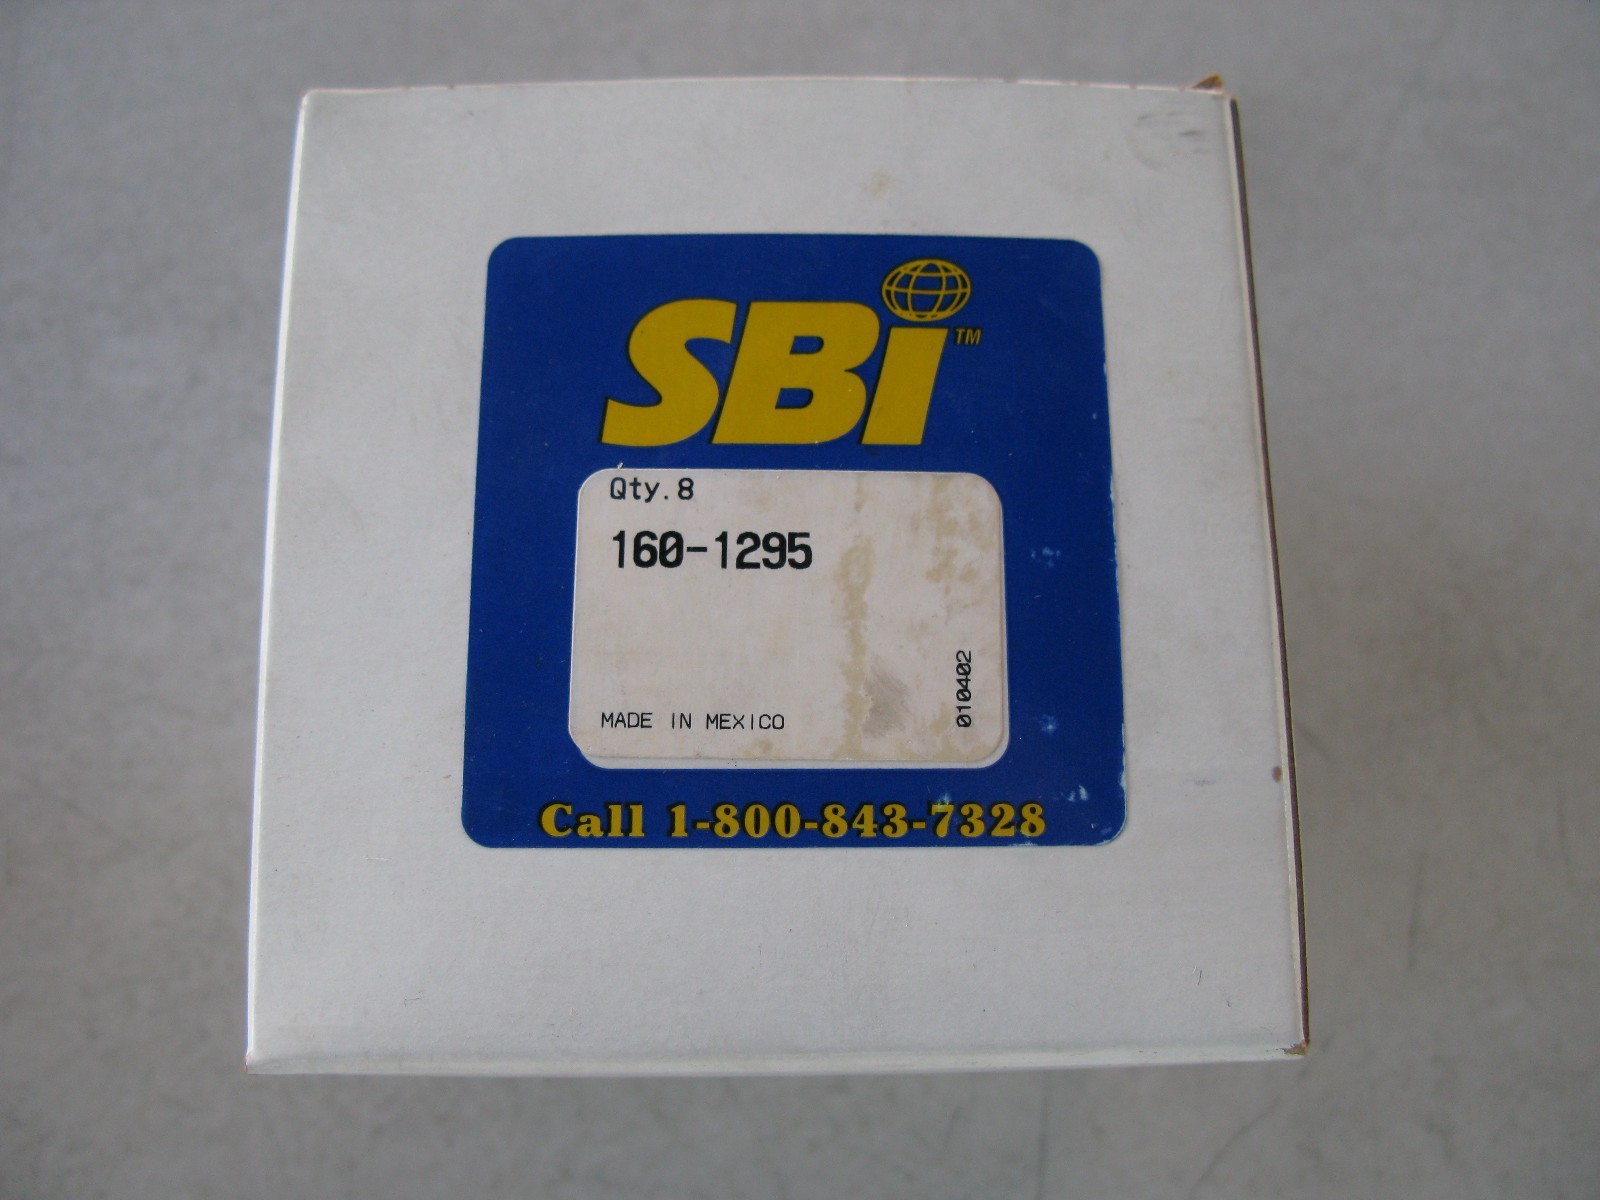 SBi™
Qty.8
160-1295
010402
MADE IN MEXICO
Call 1-800-843-7328